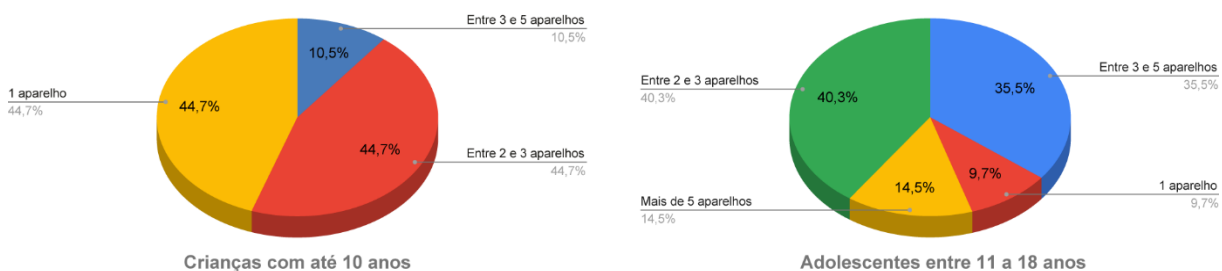 Entre 3 e 5 aparelhos
10,5%
10,5%
1 aparelho
44,7%
44,7%
Entre 2 e 3 aparelhos
44,7%
44,7%
Crianças com até 10 anos
Entre 3 e 5 aparelhos
35,5%
35,5%
Entre 2 e 3 aparelhos
40,3%
40,3%
1 aparelho
9,7%
9,7%
Mais de 5 aparelhos
14,5%
14,5%
Adolescentes entre 11 a 18 anos